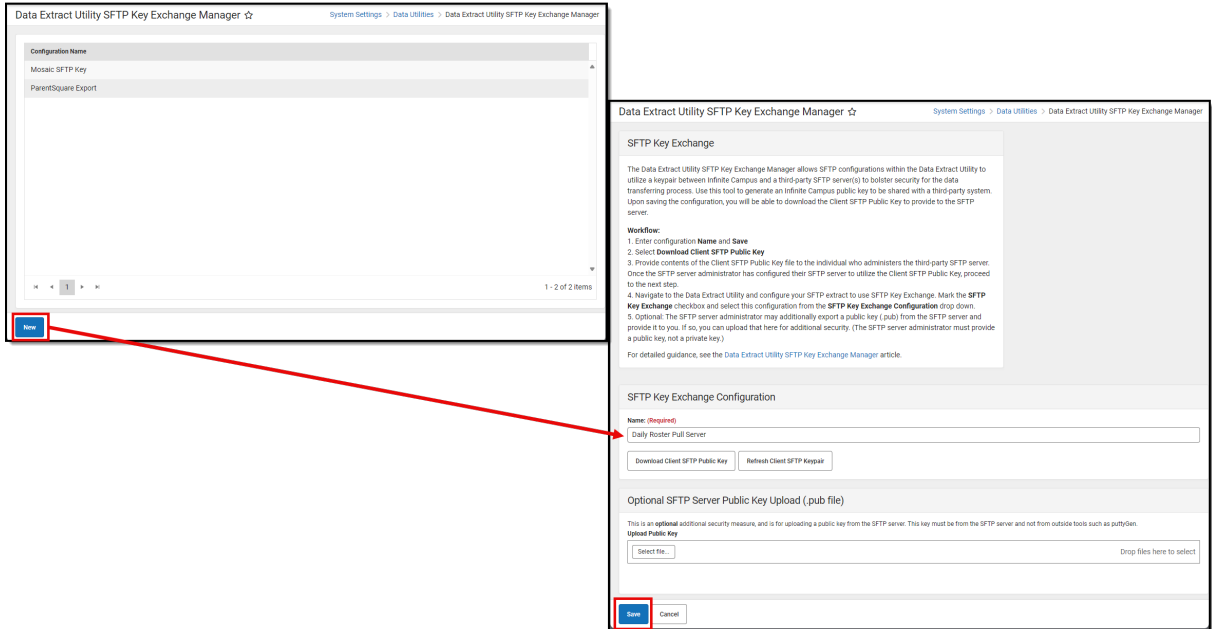 Data Extract Utility SFTP Key Exchange Manager ☆
System Settings > Data Utilities > Data Extract Utility SFTP Key Exchange Manager
Configuration Name
Mosaic SFTP Key
ParentSquare Export
1
1 - 2 of 2 items
New
Data Extract Utility SFTP Key Exchange Manager ☆
System Settings > Data Utilities > Data Extract Utility SFTP Key Exchange Manager
SFTP Key Exchange
The Data Extract Utility SFTP Key Exchange Manager allows SFTP configurations within the Data Extract Utility to
utilize a keypair between Infinite Campus and a third-party SFTP server(s) to bolster security for the data
transferring process. Use this tool to generate an Infinite Campus public key to be shared with a third-party system.
Upon saving the configuration, you will be able to download the Client SFTP Public Key to provide to the SFTP
server.
Workflow:
1. Enter configuration Name and Save
2. Select Download Client SFTP Public Key
3. Provide contents of the Client SFTP Public Key file to the individual who administers the third-party SFTP server.
Once the SFTP server administrator has configured their SFTP server to utilize the Client SFTP Public Key, proceed
to the next step.
4. Navigate to the Data Extract Utility and configure your SFTP extract to use SFTP Key Exchange. Mark the SFTP
Key Exchange checkbox and select this configuration from the SFTP Key Exchange Configuration drop down.
5. Optional: The SFTP server administrator may additionally export a public key (.pub) from the SFTP server and
provide it to you. If so, you can upload that here for additional security. (The SFTP server administrator must provide
a public key, not a private key.)
For detailed guidance, see the Data Extract Utility SFTP Key Exchange Manager article.
SFTP Key Exchange Configuration
Name: (Required)
Daily Roster Pull Server
Download Client SFTP Public Key
Refresh Client SFTP Keypair
Optional SFTP Server Public Key Upload (.pub file)
This is an optional additional security measure, and is for uploading a public key from the SFTP server. This key must be from the SFTP server and not from outside tools such as puttyGen.
Upload Public Key
Select file...
Drop files here to select
Save
Cancel